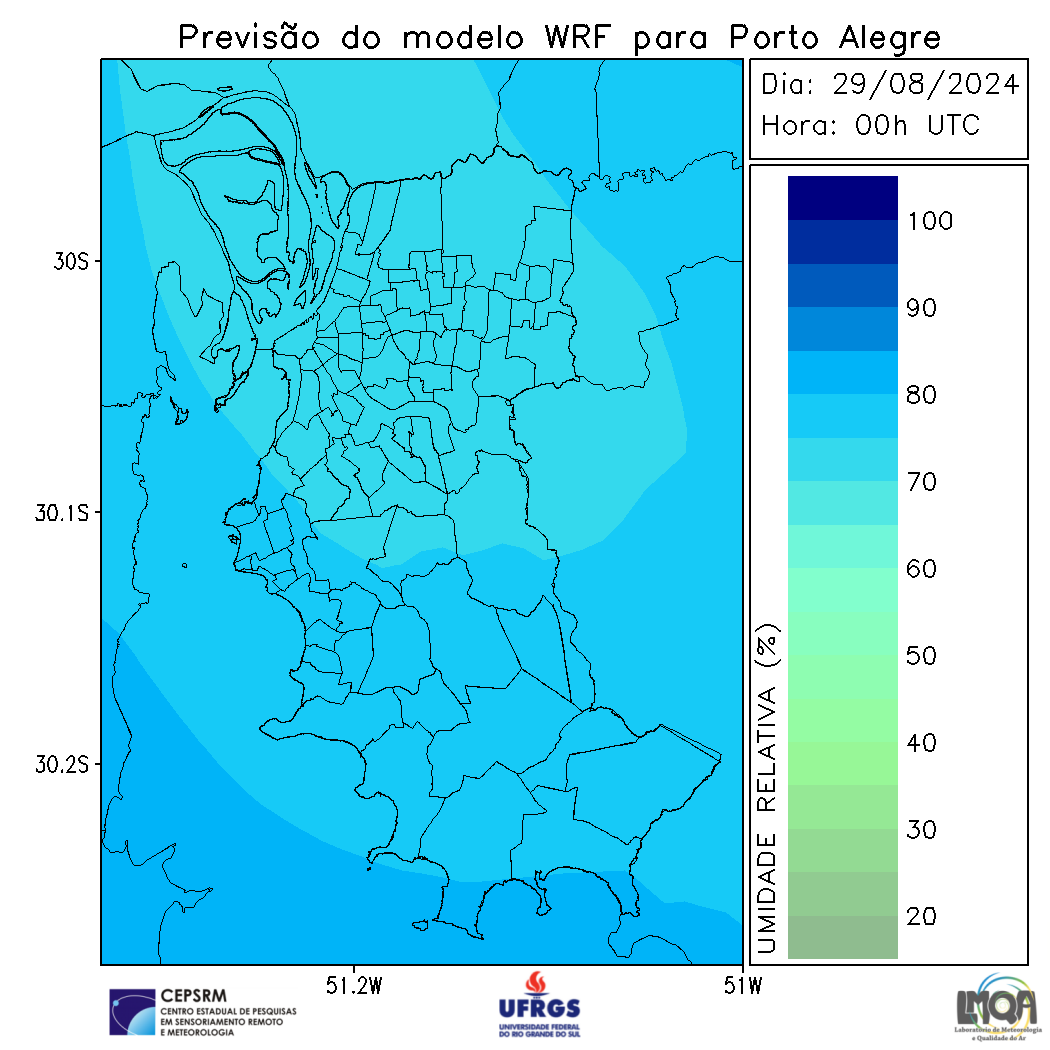 Previsão do modelo WRF para Porto Alegre
Dia: 29/08/2024
Hora: 00h UTC
30S
30.1S
30.2S
51.2W
51W
UMIDADE RELATIVA (%)
100
90
80
70
60
50
40
30
20
CEPSRM
CENTRO ESTADUAL DE PESQUISAS
EM SENSORIAMENTO REMOTO
E METEOROLOGIA
UFRGS
UNIVERSIDADE FEDERAL
DO RIO GRANDE DO SUL
LMQA
Laboratório de Meteorologia
e Qualidade do Ar